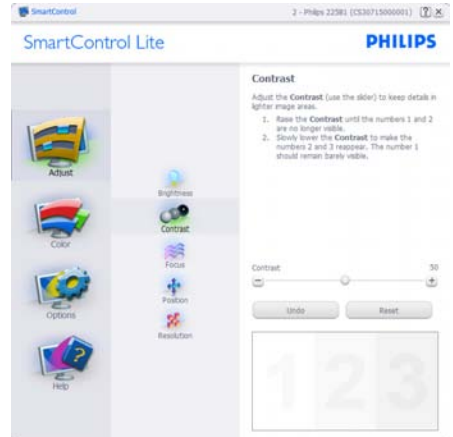 SmartControl
2 - Philips 225B1 (CS30715000001)
SmartControl Lite
PHILIPS
Adjust
Color
Options
Help
Brightness
Contrast
Focus
Position
Resolution
Contrast
Adjust the Contrast (use the slider) to keep details in
lighter image areas.
1. Raise the Contrast until the numbers 1 and 2
are no longer visible.
2. Slowly lower the Contrast to make the
numbers 2 and 3 reappear. The number 1
should remain barely visible.
Contrast 50
Undo Reset
1 2 3